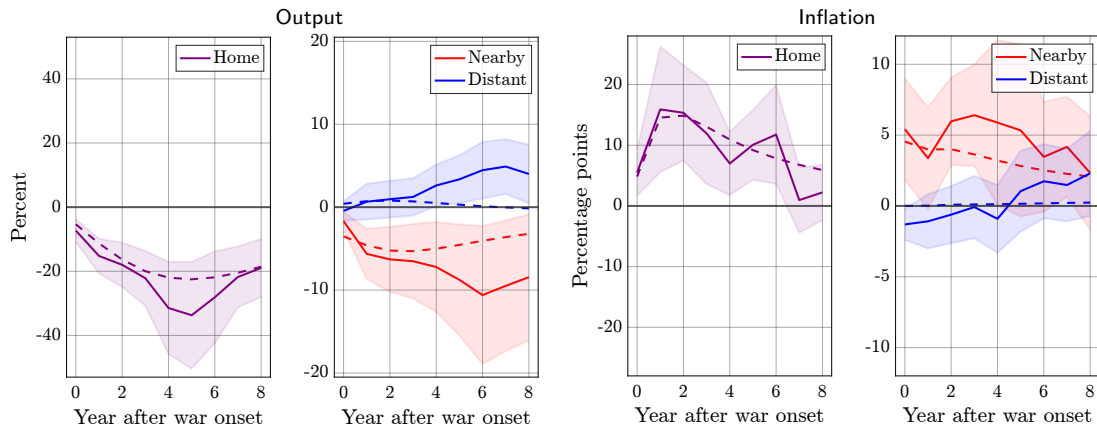 Output
Inflation
Percent
40
20
0
-20
-40
0 2 4 6 8
Year after war onset
Home
20
10
0
-10
-20
0 2 4 6 8
Year after war onset
Nearby
Distant
Percentage points
20
10
0
10
-20
0 2 4 6 8
Year after war onset
Home
10
5
0
-5
-10
0 2 4 6 8
Year after war onset
Nearby
Distant